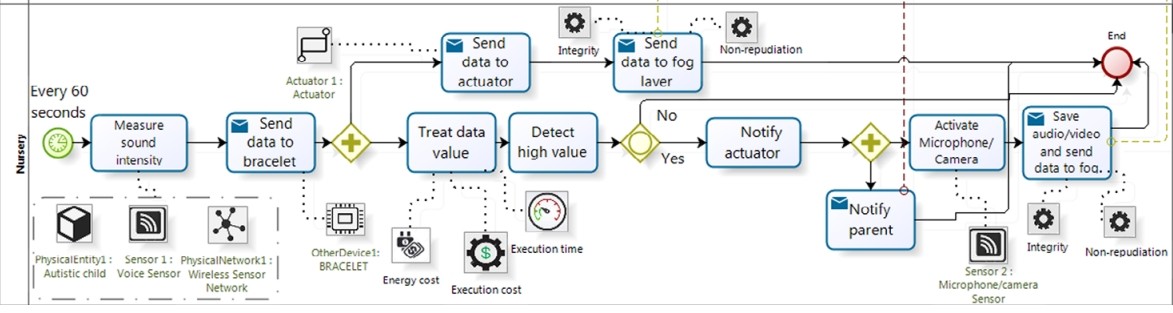 Nursery
Every 60
seconds
Measure
sound
intensity
Send
data to
bracelet
Actuator 1 :
Actuator
Send
data to
actuator
Integrity
Send
data to fog
layer
Non-repudiation
End
Treat data
value
Detect
high value
No
Yes
Notify
actuator
Activate
Microphone/
Camera
Save
audio/video
and send
data to fog.
Notify
parent
PhysicalEntity1 :
Autistic child
Sensor 1 :
Voice Sensor
PhysicalNetwork1 :
Wireless Sensor
Network
OtherDevice1:
BRACELET
Energy cost
$
Execution cost
Execution time
Sensor 2 :
Microphone/camera
Sensor
Integrity
Non-repudiation